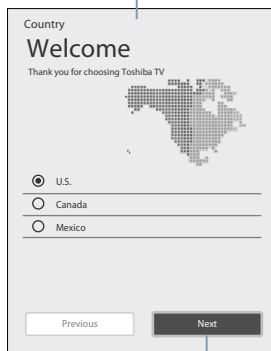 Country
Welcome
Thank you for choosing Toshiba TV
U.S.
Canada
Mexico
Previous
Next